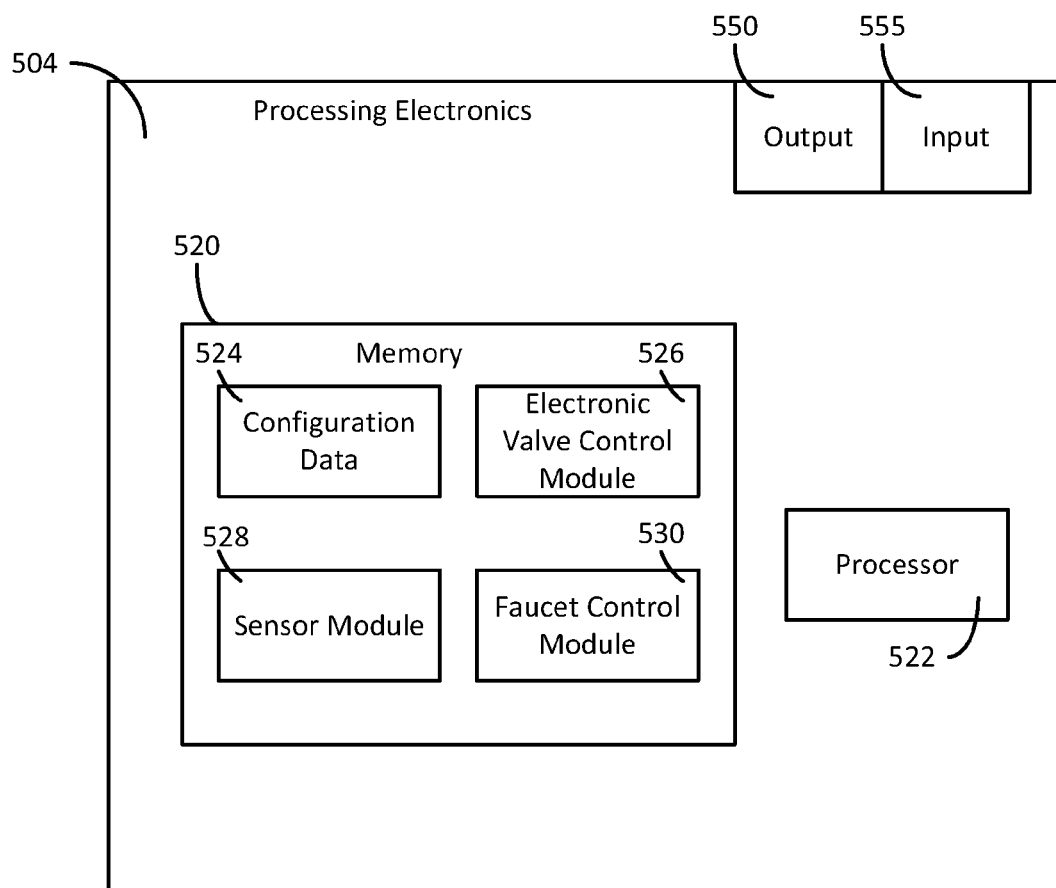 550
555
504
Processing Electronics
Output
Input
520
Memory
524
526
Configuration
Data
Electronic
Valve Control
Module
528
530
Sensor Module
Faucet Control
Module
Processor
522